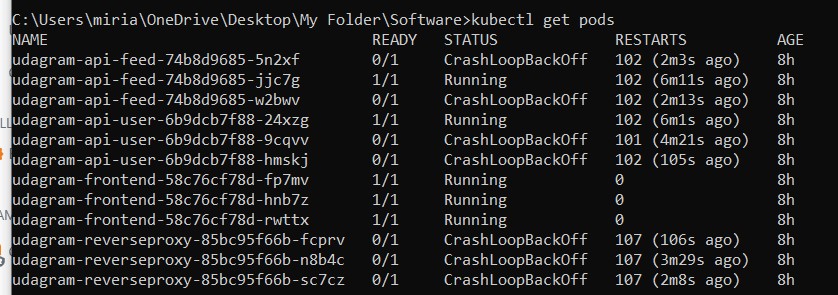 C:\Users\miria\OneDrive\Desktop\My Folder\Software>kubectl get pods
NAME READY STATUS RESTARTS AGE
udagram-api-feed-74b8d9685-5n2xf 0/1 CrashLoopBackOff 102 (2m3s ago) 8h
udagram-api-feed-74b8d9685-jjc7g 1/1 Running 102 (6m11s ago) 8h
udagram-api-feed-74b8d9685-w2bwv 0/1 CrashLoopBackOff 102 (2m13s ago) 8h
udagram-api-user-6b9dcb7f88-24xzg 1/1 Running 102 (6m1s ago) 8h
udagram-api-user-6b9dcb7f88-9cqvv 0/1 CrashLoopBackOff 101 (4m21s ago) 8h
udagram-api-user-6b9dcb7f88-hmskj 0/1 CrashLoopBackOff 102 (105s ago) 8h
udagram-frontend-58c76cf78d-fp7mv 1/1 Running 0 8h
udagram-frontend-58c76cf78d-hnb7z 1/1 Running 0 8h
udagram-frontend-58c76cf78d-rwttx 1/1 Running 0 8h
udagram-reverseproxy-85bc95f66b-fcprv 0/1 CrashLoopBackOff 107 (106s ago) 8h
udagram-reverseproxy-85bc95f66b-n8b4c 0/1 CrashLoopBackOff 107 (3m29s ago) 8h
udagram-reverseproxy-85bc95f66b-sc7cz 0/1 CrashLoopBackOff 107 (2m8s ago) 8h